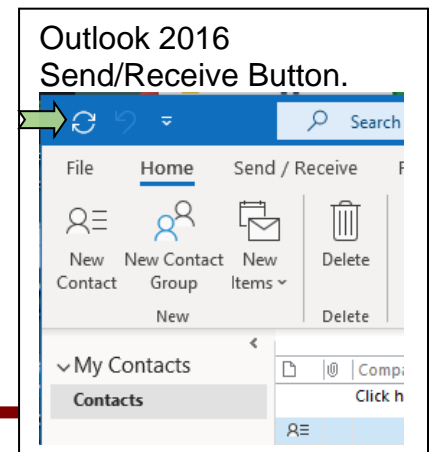 Outlook 2016
Send/Receive Button.
Search
File Home Send / Receive
New Contact New Contact Group New Items Delete
New Delete
My Contacts
Contacts
Click